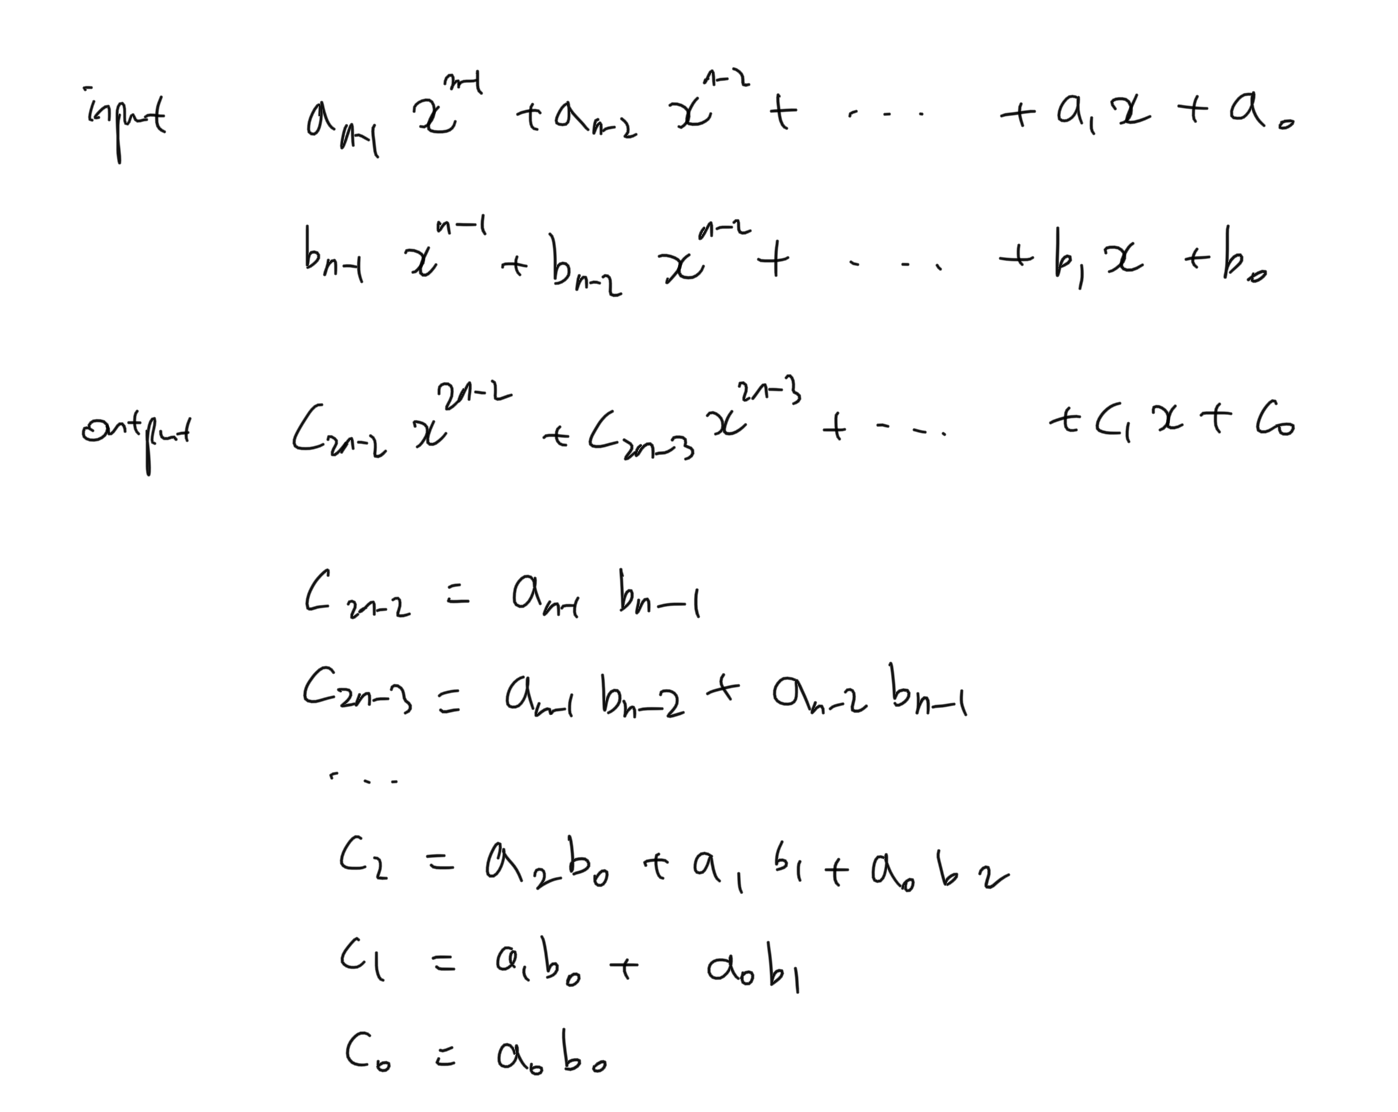 input a_{n-1} x^{n-1} + a_{n-2} x^{n-2} + ... + a_1 x + a_0
b_{n-1} x^{n-1} + b_{n-2} x^{n-2} + ... + b_1 x + b_0
output C_{2n-2} x^{2n-2} + C_{2n-3} x^{2n-3} + ... + C_1 x + C_0
C_{2n-2} = a_{n-1} b_{n-1}
C_{2n-3} = a_{n-1} b_{n-2} + a_{n-2} b_{n-1}
...
C_2 = a_2 b_0 + a_1 b_1 + a_0 b_2
C_1 = a_1 b_0 + a_0 b_1
C_0 = a_0 b_0